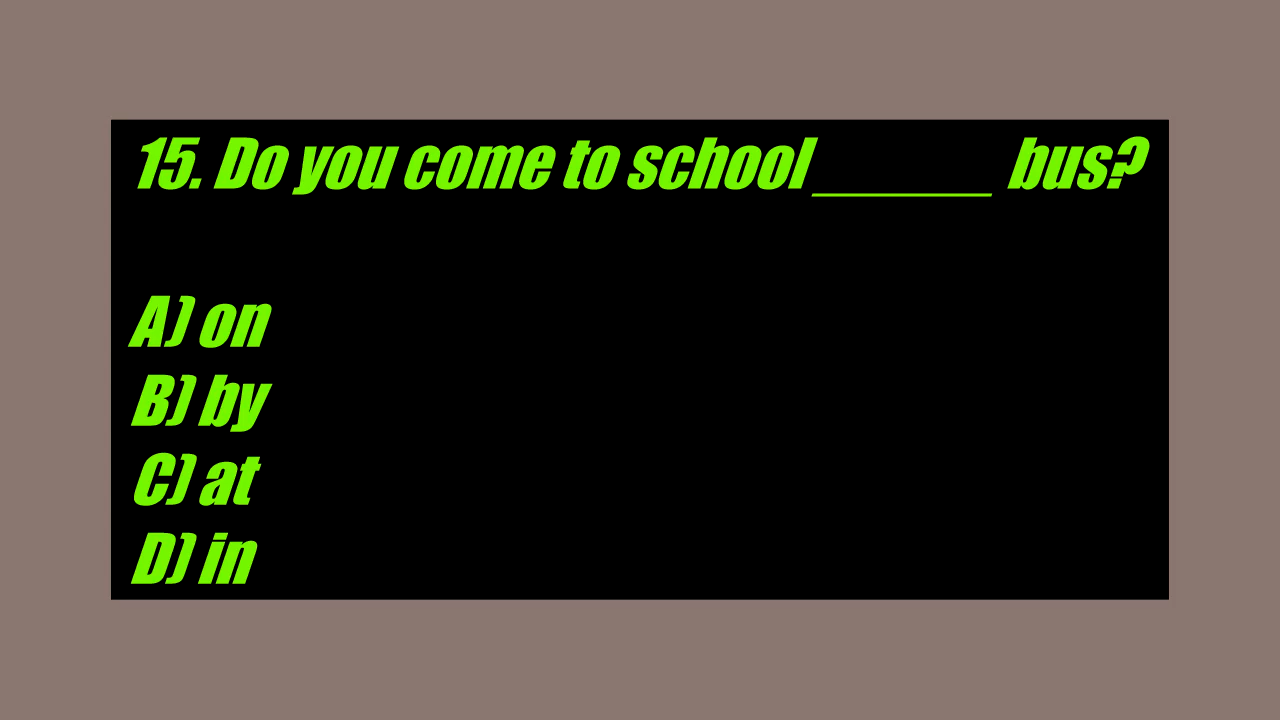 15. Do you come to school ______ bus?
A) on
B) by
C) at
D) in